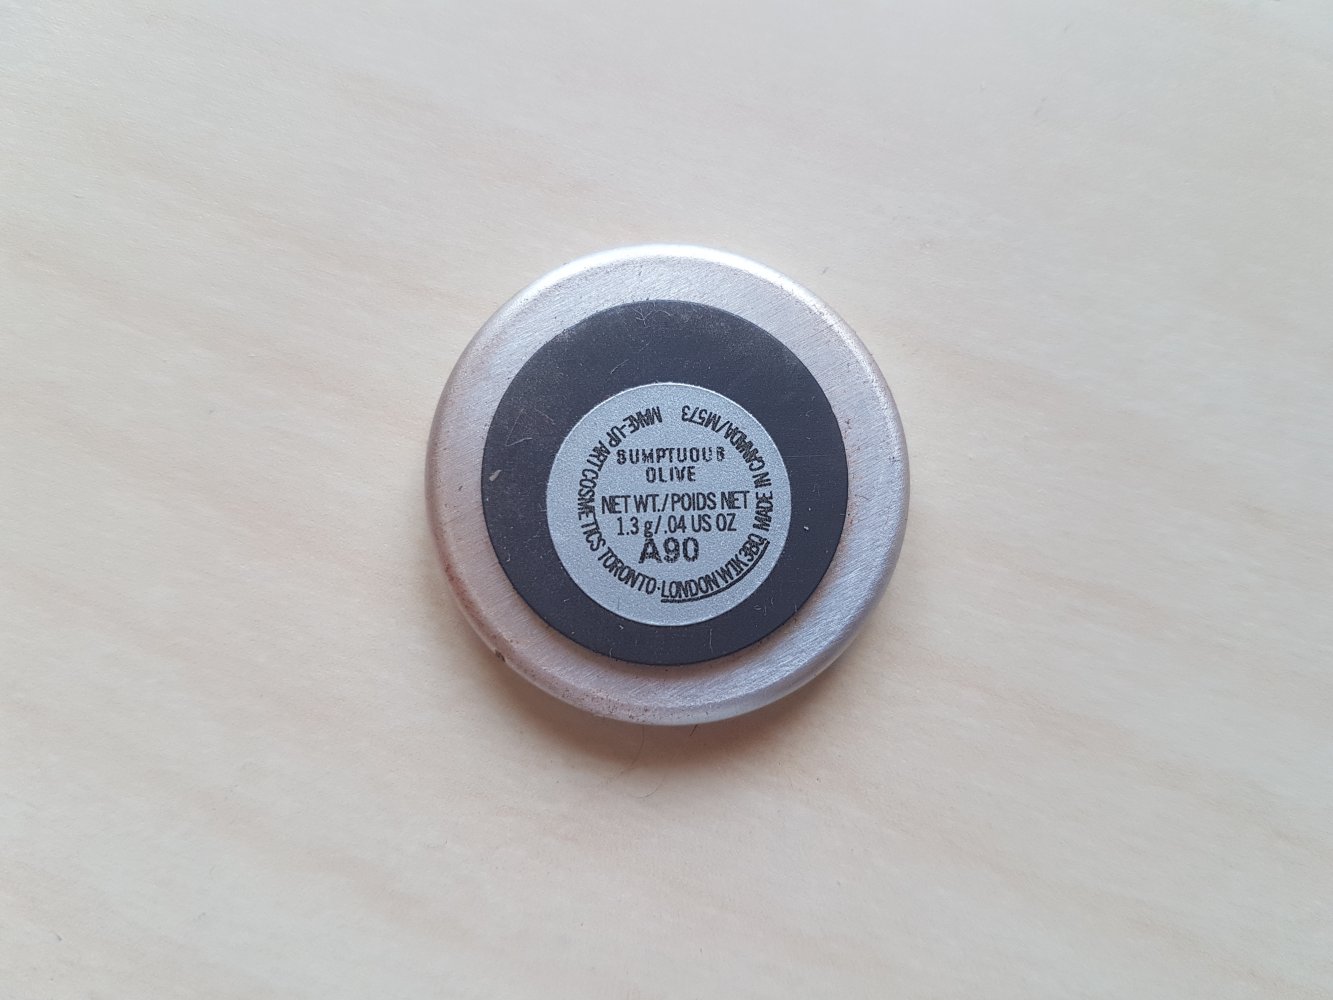 MAKE-UP ART COSMETICS TORONTO·LONDON W1K 3BQ MADE IN CANADA/M573
SUMPTUOUS
OLIVE
NET WT./POIDS NET
1.3 g/.04 US OZ
A90